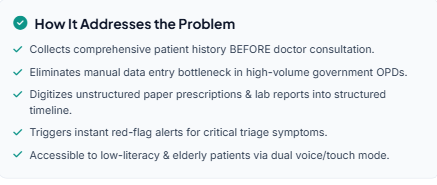 How It Addresses the Problem
Collects comprehensive patient history BEFORE doctor consultation.
Eliminates manual data entry bottleneck in high-volume government OPDs.
Digitizes unstructured paper prescriptions & lab reports into structured
timeline.
Triggers instant red-flag alerts for critical triage symptoms.
Accessible to low-literacy & elderly patients via dual voice/touch mode.